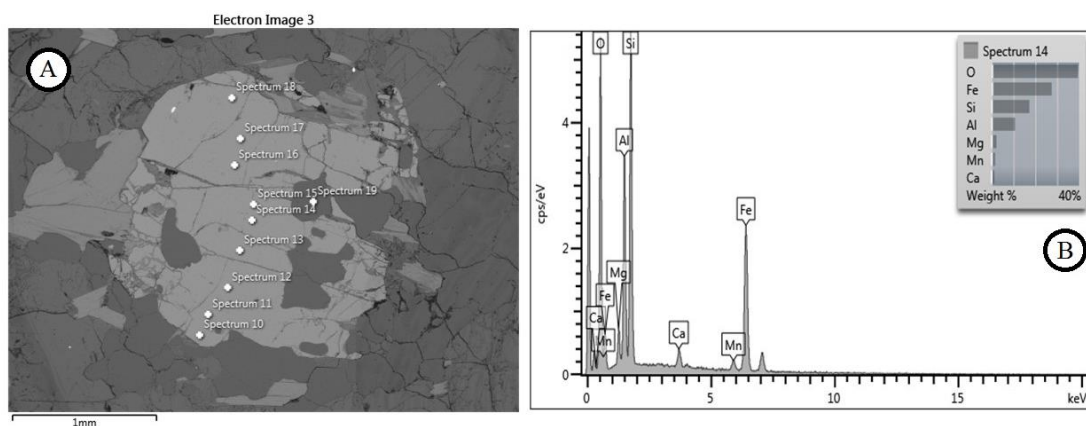 Electron Image 3
A
Spectrum 18
Spectrum 17
Spectrum 16
Spectrum 15
Spectrum 19
Spectrum 14
Spectrum 13
Spectrum 12
Spectrum 11
Spectrum 10
1mm
O
Si
Al
Fe
Mg
Fe
Ca
Mn
Ca
Mn
B
4
2
0
cps/eV
0
5
10
15
keV
Spectrum 14
O
Fe
Si
Al
Mg
Mn
Ca
Weight %
40%